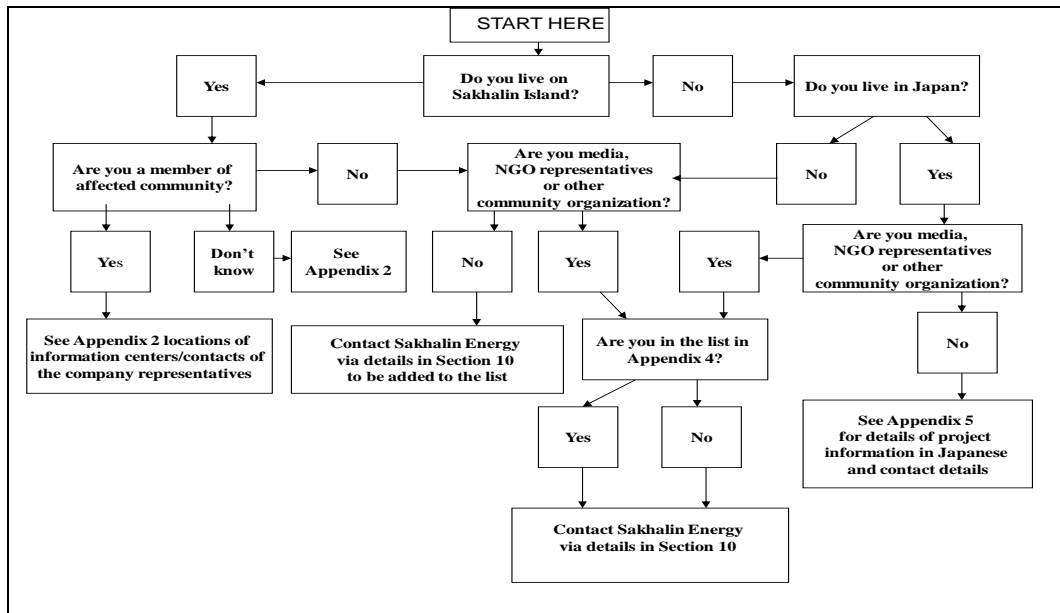 START HERE
Yes
Do you live on
Sakhalin Island?
No
Do you live in Japan?
Are you a member of
affected community?
No
Are you media,
NGO representatives
or other
community organization?
No
Yes
Yes
Don't
know
See
Appendix 2
No
Yes
Yes
Are you media,
NGO representatives
or other
community organization?
See Appendix 2 locations of
information centers/contacts of
the company representatives
Contact Sakhalin Energy
via details in Section 10
to be added to the list
Are you in the list in
Appendix 4?
No
Yes
No
See Appendix 5
for details of project
information in Japanese
and contact details
Contact Sakhalin Energy
via details in Section 10